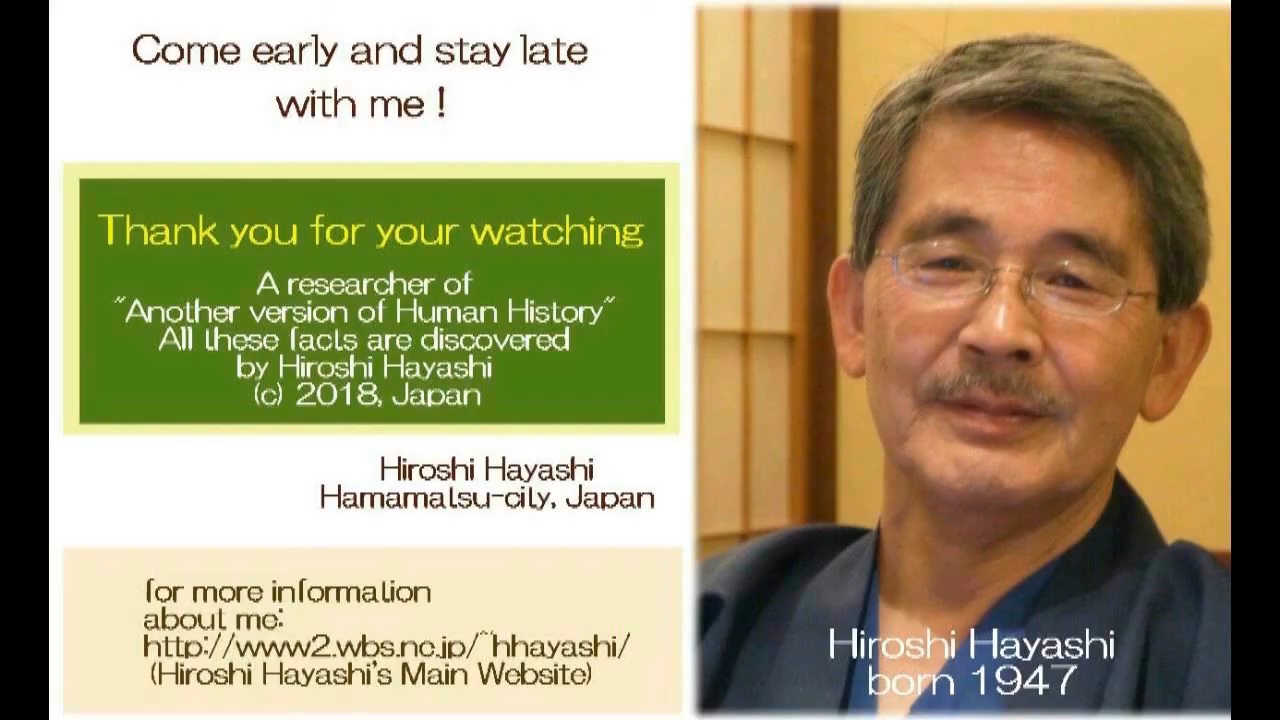 Come early and stay late
with me !
Thank you for your watching
A researcher of
"Another version of Human History"
All these facts are discovered
by Hiroshi Hayashi
(c) 2018, Japan
Hiroshi Hayashi
Hamamatsu-city, Japan
for more information
about me:
http://www2.wbs.ne.jp/~hhayashi/
(Hiroshi Hayashi's Main Website)
Hiroshi Hayashi
born 1947